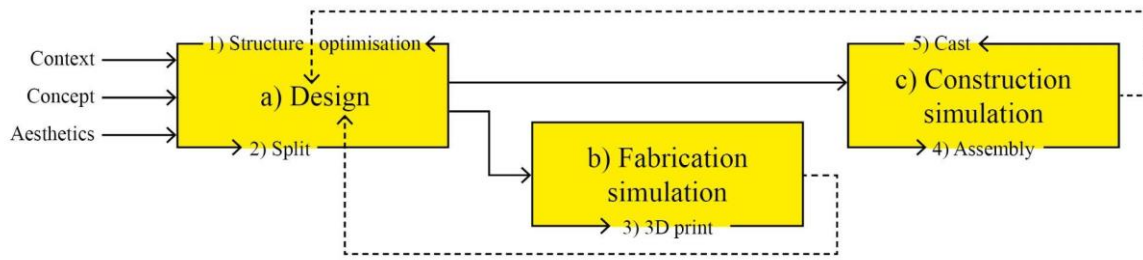 1) Structure optimisation
Context
Concept
Aesthetics
a) Design
2) Split
b) Fabrication
simulation
3) 3D print
5) Cast
c) Construction
simulation
4) Assembly